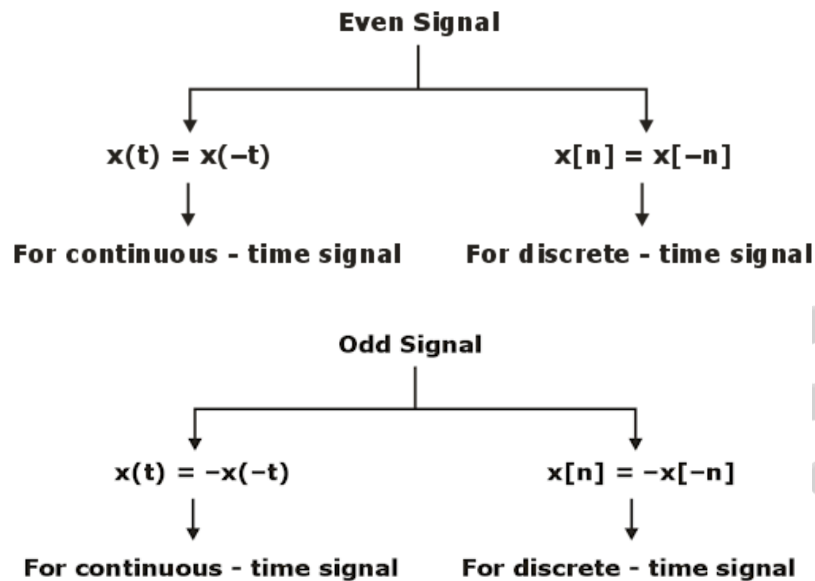 Even Signal
x(t) = x(−t)
x[n] = x[−n]
For continuous - time signal
For discrete - time signal
Odd Signal
x(t) = −x(−t)
x[n] = −x[−n]
For continuous - time signal
For discrete - time signal